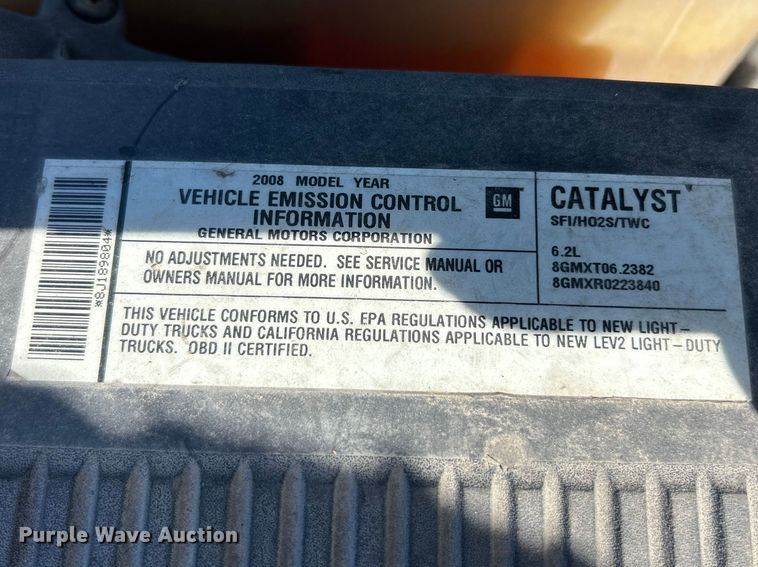 *8J189804*
2008 MODEL YEAR
VEHICLE EMISSION CONTROL
INFORMATION
GENERAL MOTORS CORPORATION
GM
NO ADJUSTMENTS NEEDED. SEE SERVICE MANUAL OR
OWNERS MANUAL FOR MORE INFORMATION.
CATALYST
SFI/HO2S/TWC
6.2L
8GMXT06.2382
8GMXR0223840
THIS VEHICLE CONFORMS TO U.S. EPA REGULATIONS APPLICABLE TO NEW LIGHT-
DUTY TRUCKS AND CALIFORNIA REGULATIONS APPLICABLE TO NEW LEV2 LIGHT-DUTY
TRUCKS. OBD II CERTIFIED.
Purple Wave Auction®